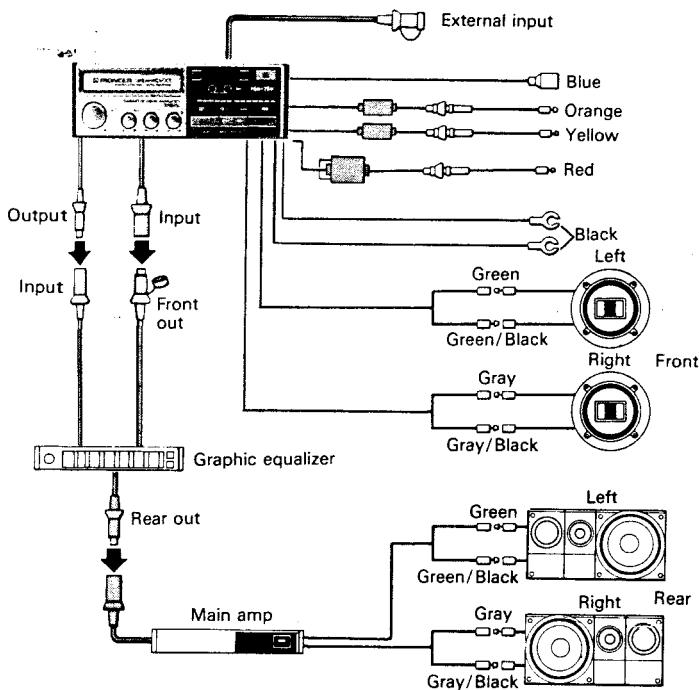 External input
PIONEER
Blue
Orange
Yellow
Red
Output
Input
Black
Left
Input
Front
out
Green
Green/Black
Right
Front
Gray
Gray/Black
Graphic equalizer
Rear out
Left
Green
Green/Black
Main amp
Right
Rear
Gray
Gray/Black